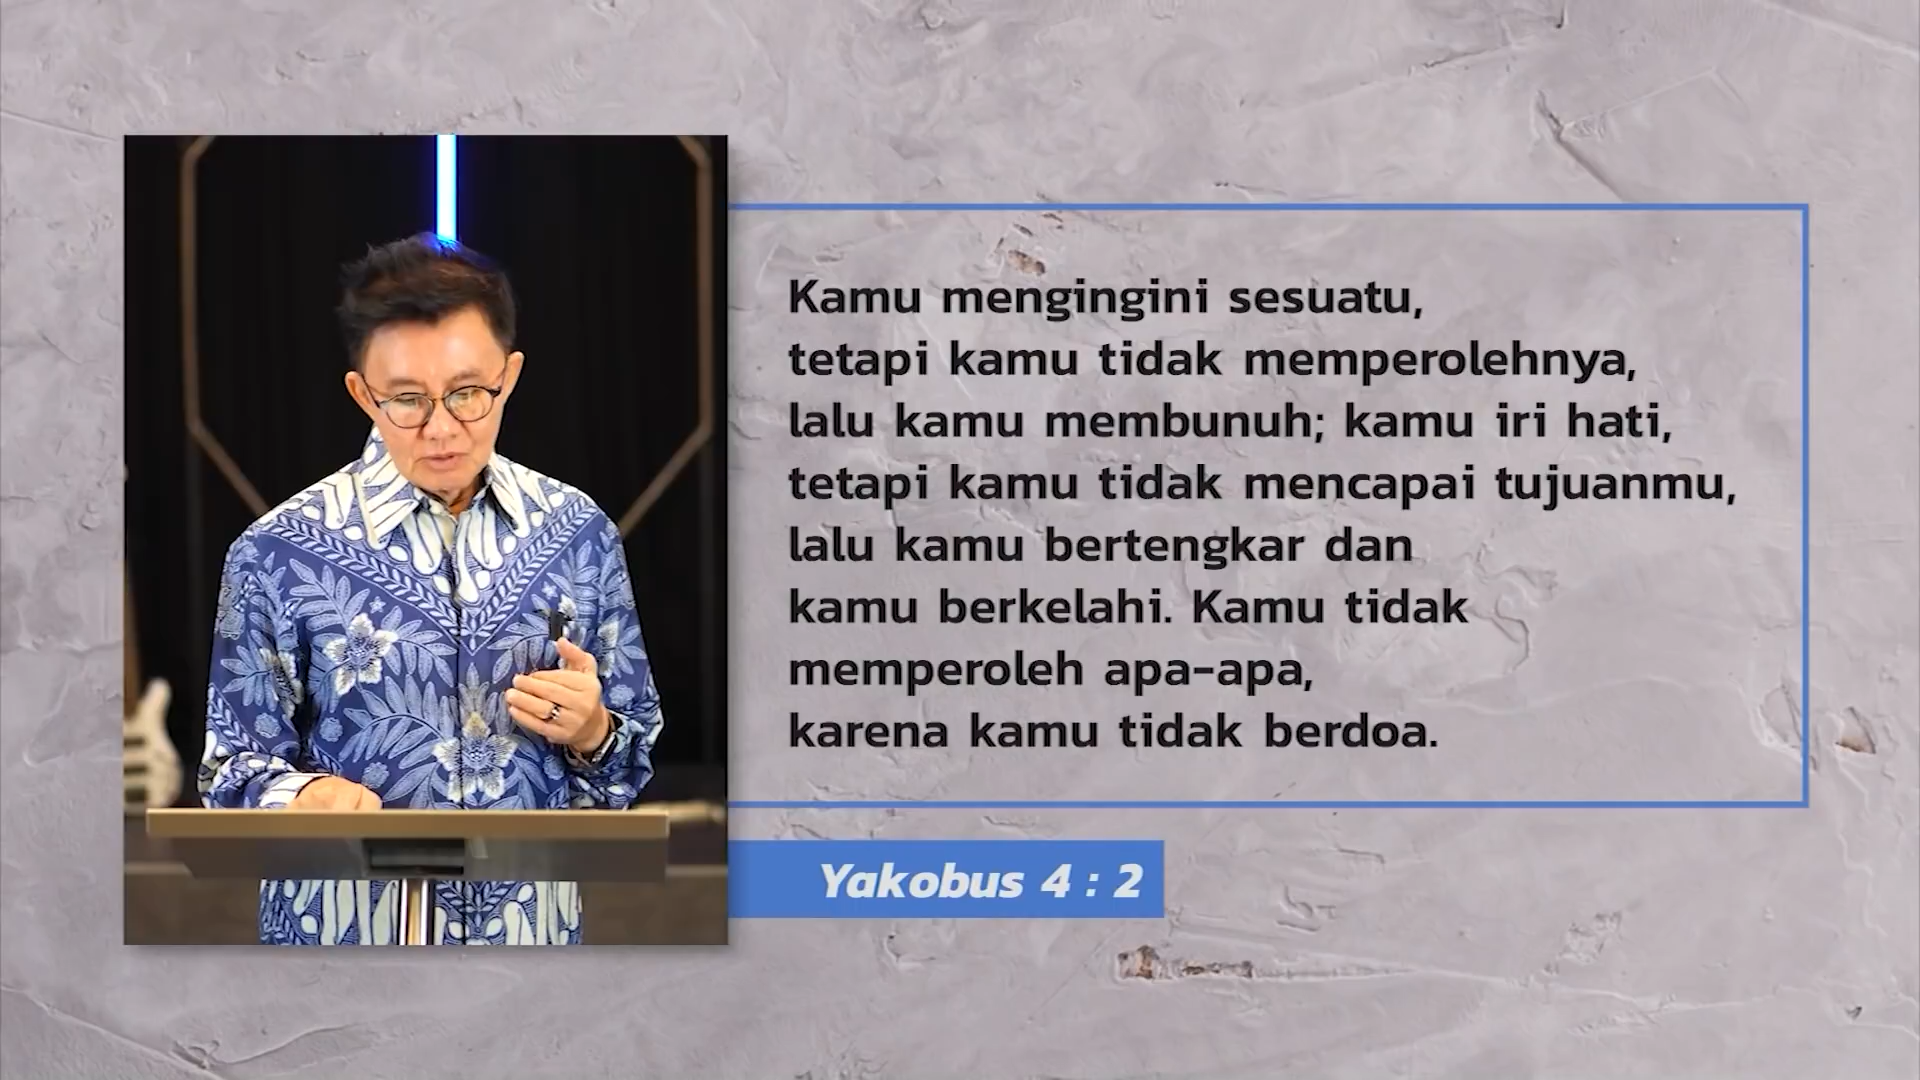 Kamu mengingini sesuatu,
tetapi kamu tidak memperolehnya,
lalu kamu membunuh; kamu iri hati,
tetapi kamu tidak mencapai tujuanmu,
lalu kamu bertengkar dan
kamu berkelahi. Kamu tidak
memperoleh apa-apa,
karena kamu tidak berdoa.
Yakobus 4 : 2